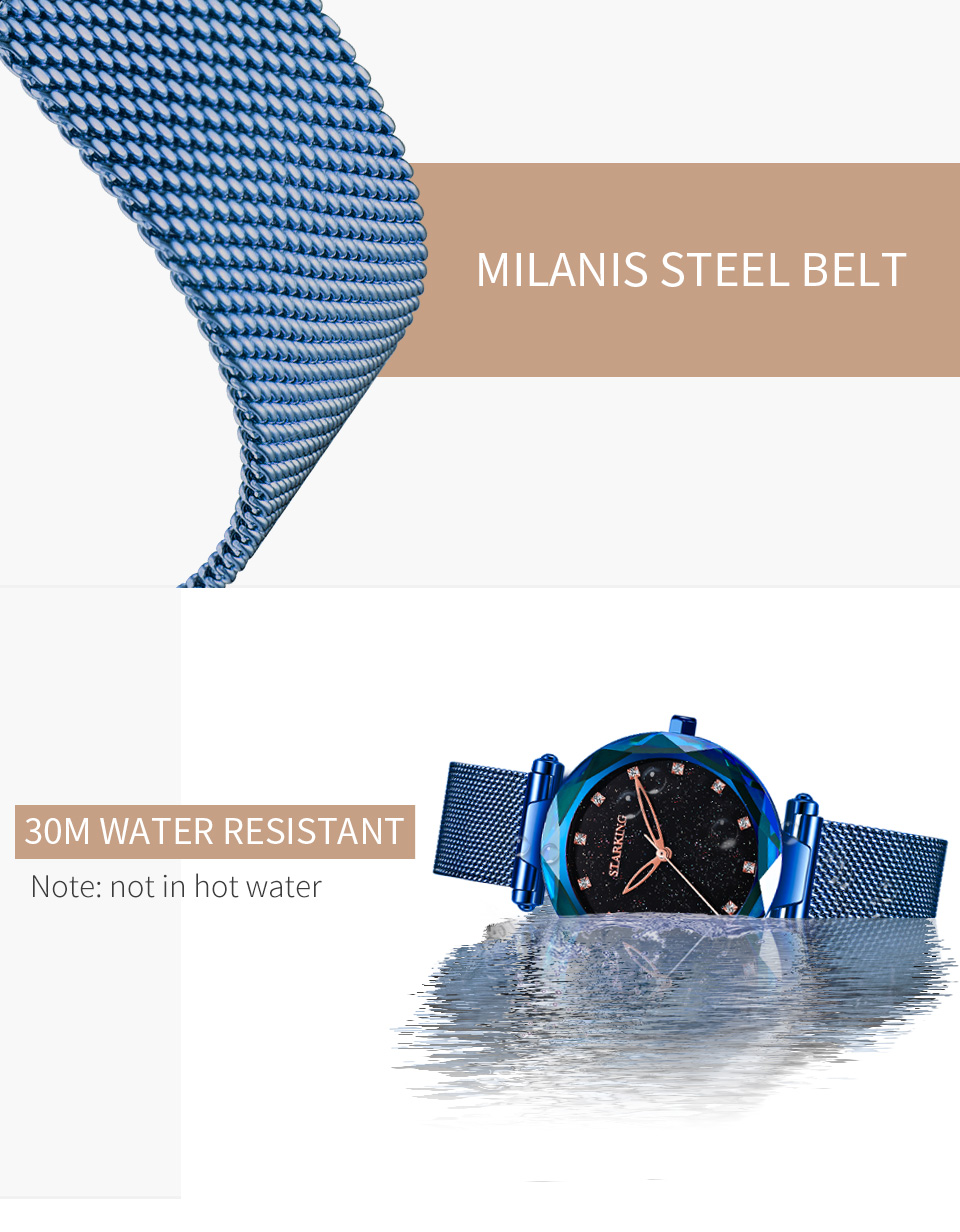 MILANIS STEEL BELT
30M WATER RESISTANT
Note: not in hot water
STARKING